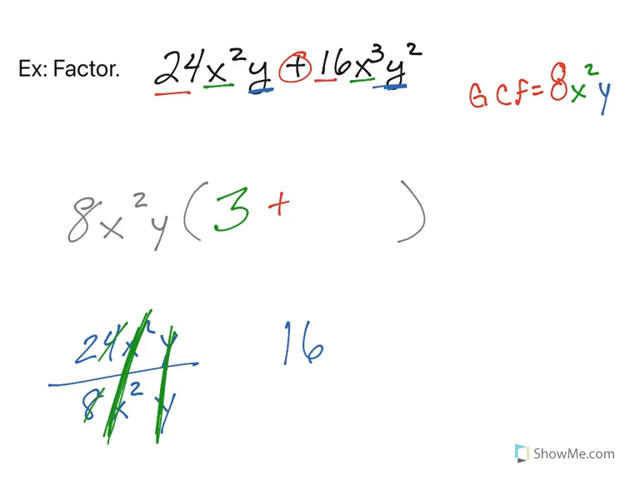 Ex: Factor. 24x²y + 16x³y²
GCF = 8x²y
8x²y ( 3 + )
24x²y 16
8x²y
ShowMe.com